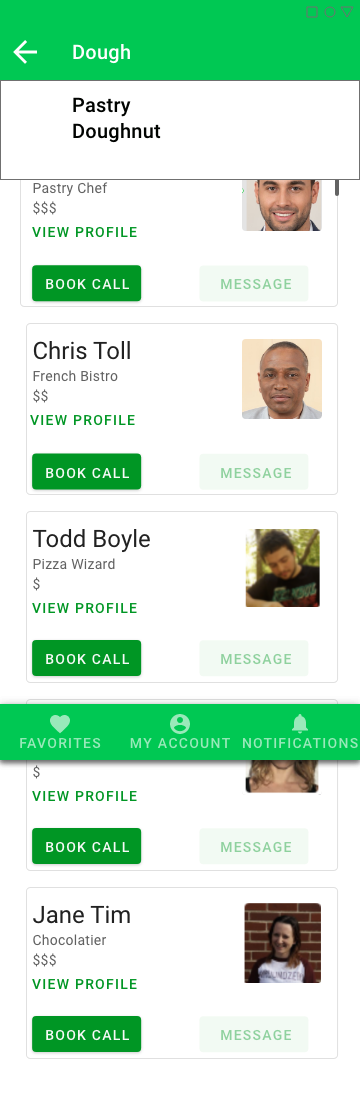 Dough
Pastry
Doughnut
Pastry Chef
$$$
VIEW PROFILE
BOOK CALL
MESSAGE
Chris Toll
French Bistro
$$
VIEW PROFILE
BOOK CALL
MESSAGE
Todd Boyle
Pizza Wizard
$
VIEW PROFILE
BOOK CALL
MESSAGE
FAVORITES
MY ACCOUNT
NOTIFICATIONS
$
VIEW PROFILE
BOOK CALL
MESSAGE
Jane Tim
Chocolatier
$$$
VIEW PROFILE
BOOK CALL
MESSAGE